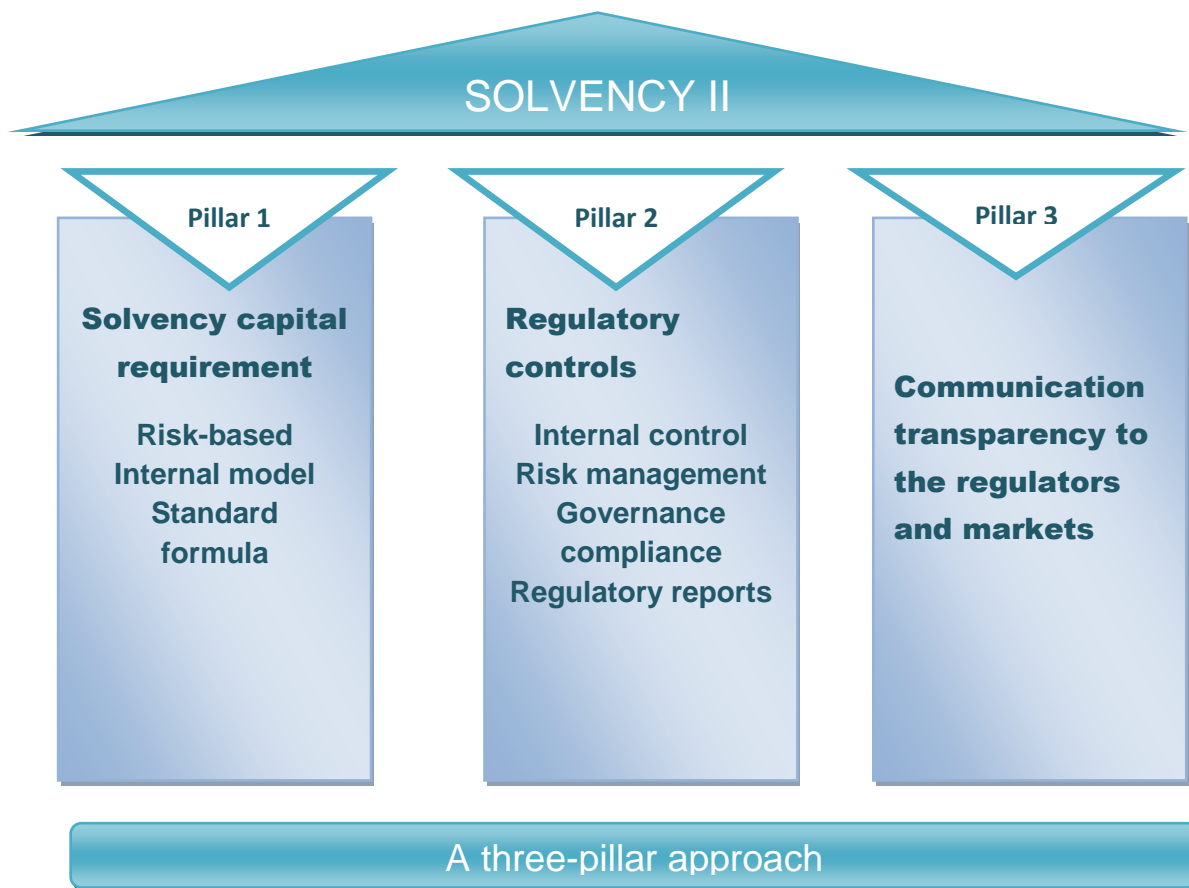 SOLVENCY II
Pillar 1
Solvency capital
requirement
Risk-based
Internal model
Standard
formula
Pillar 2
Regulatory
controls
Internal control
Risk management
Governance
compliance
Regulatory reports
Pillar 3
Communication
transparency to
the regulators
and markets
A three-pillar approach